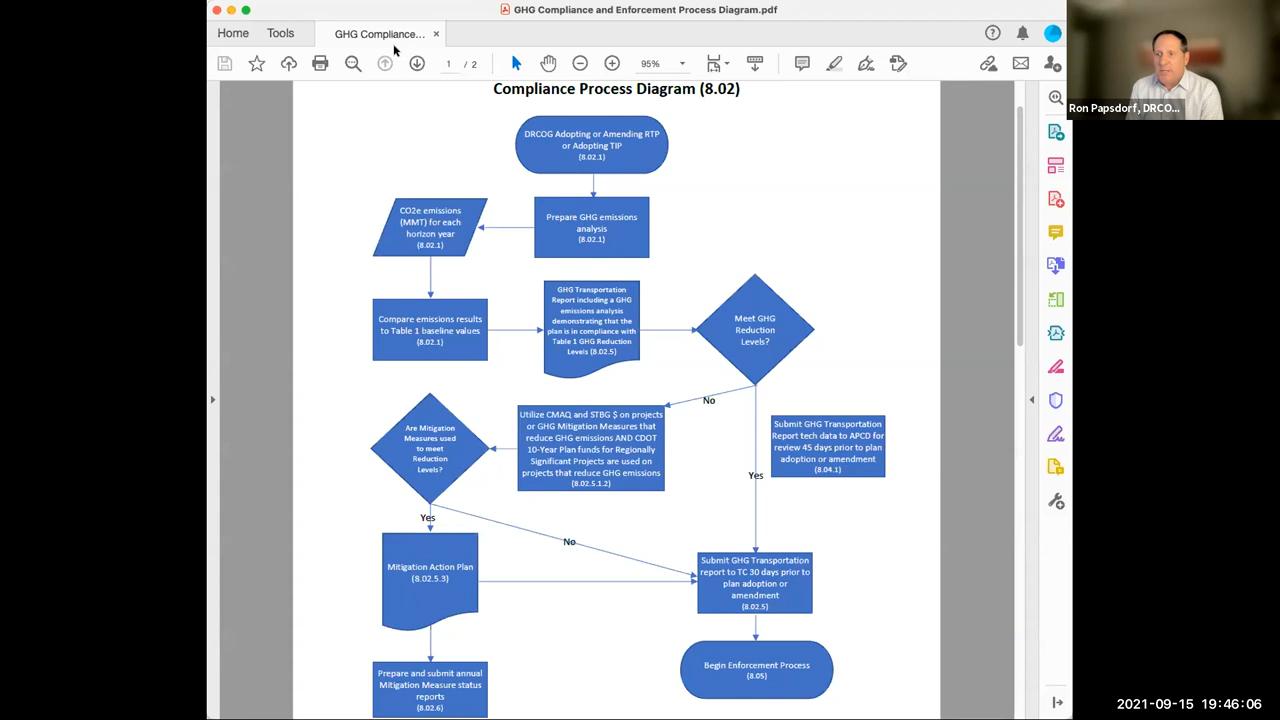 GHG Compliance and Enforcement Process Diagram.pdf
Home
Tools
GHG Compliance...
1 / 2
95%
Ron Papsdorf, DRCO...
Compliance Process Diagram (8.02)
DRCOG Adopting or Amending RTP
or Adopting TIP
(8.02.1)
CO2e emissions
(MMT) for each
horizon year
(8.02.1)
Prepare GHG emissions
analysis
(8.02.1)
Compare emissions results
to Table 1 baseline values
(8.02.1)
GHG Transportation
Report including a GHG
emissions analysis
demonstrating that the
plan is in compliance with
Table 1 GHG Reduction
Levels (8.02.5)
Meet GHG
Reduction
Levels?
No
Are Mitigation
Measures used
to meet
Reduction
Levels?
Utilize CMAQ and STBG $ on projects
or GHG Mitigation Measures that
reduce GHG emissions AND CDOT
10-Year Plan funds for Regionally
Significant Projects are used on
projects that reduce GHG emissions
(8.02.5.1.2)
Submit GHG Transportation
Report tech data to APCD for
review 45 days prior to plan
adoption or amendment
(8.04.1)
Yes
Yes
No
Mitigation Action Plan
(8.02.5.3)
Submit GHG Transportation
report to TC 30 days prior to
plan adoption or
amendment
(8.02.5)
Prepare and submit annual
Mitigation Measure status
reports
(8.02.6)
Begin Enforcement Process
(8.05)
2021-09-15 19:46:06